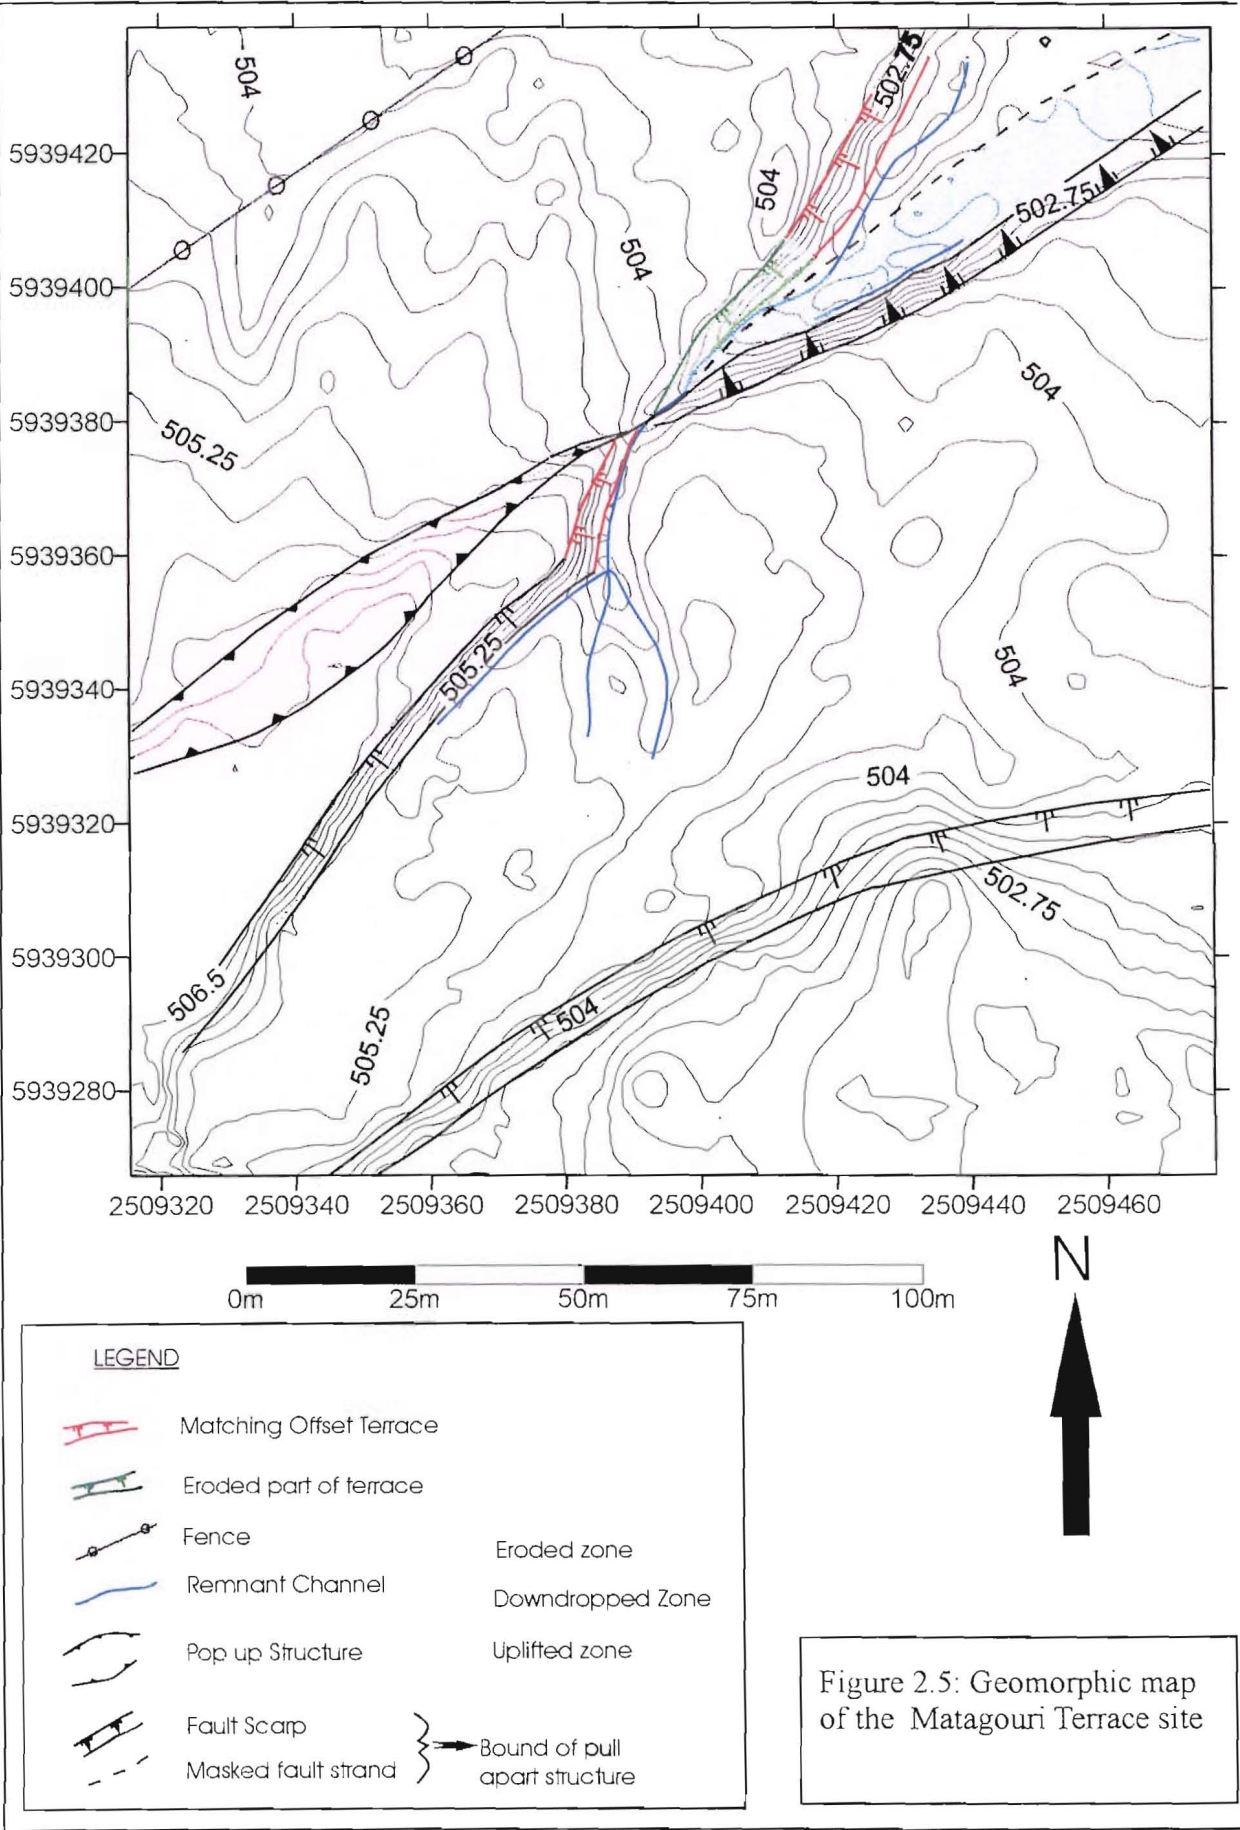 502.75
504
5939420
504
502.75
504
5939400
504
5939380
505.25
5939360
504
505.25
5939340
504
5939320
502.75
5939300
506.5
504
505.25
5939280
2509320 2509340 2509360 2509380 2509400 2509420 2509440 2509460
N
0m 25m 50m 75m 100m
LEGEND
Matching Offset Terrace
Eroded part of terrace
Fence
Eroded zone
Remnant Channel
Downdropped Zone
Pop up Structure
Uplifted zone
Fault Scarp
Masked fault strand
Bound of pull
apart structure
Figure 2.5: Geomorphic map
of the Matagouri Terrace site